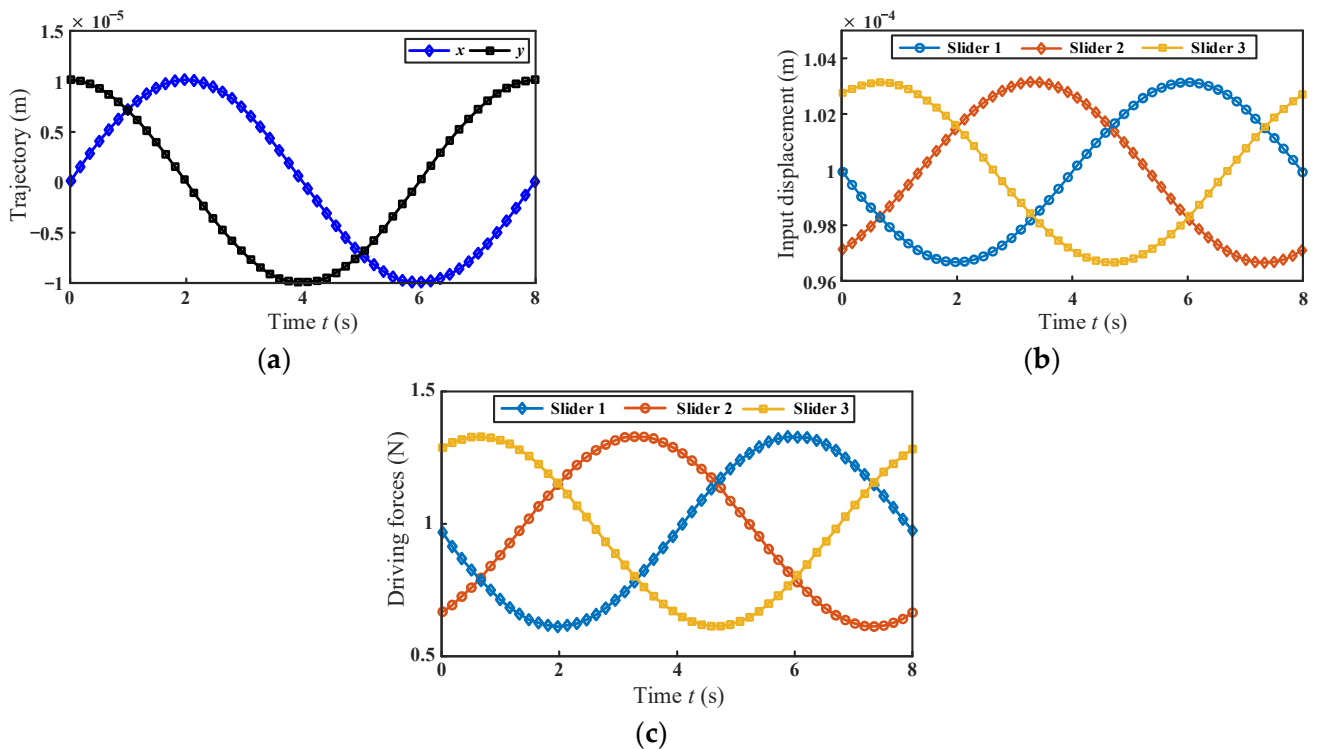 × 10⁻⁵
1.5
1
0.5
0
−0.5
−1
Trajectory (m)
x y
0 2 4 6 8
Time t (s)
(a)
× 10⁻⁴
1.04
1.02
1
0.98
0.96
Input displacement (m)
Slider 1 Slider 2 Slider 3
0 2 4 6 8
Time t (s)
(b)
1.5
1
0.5
Driving forces (N)
Slider 1 Slider 2 Slider 3
0 2 4 6 8
Time t (s)
(c)